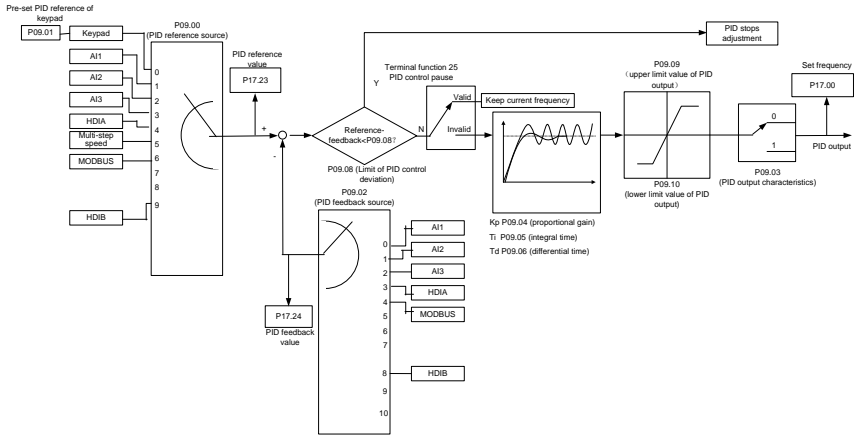 Pre-set PID reference of
keypad
P09.01
Keypad
AI1
AI2
AI3
HDIA
Multi-step
speed
MODBUS
HDIB
P09.00
(PID reference source)
0
1
2
3
4
5
6
7
8
9
PID reference
value
P17.23
+
-
Reference-
feedback<P09.08?
Y
N
P09.08 (Limit of PID control
deviation)
PID stops
adjustment
Terminal function 25
PID control pause
Valid
Invalid
Keep current frequency
Kp P09.04 (proportional gain)
Ti P09.05 (integral time)
Td P09.06 (differential time)
P09.09
(upper limit value of PID
output)
P09.10
(lower limit value of PID
output)
0
1
P09.03
(PID output characteristics)
Set frequency
P17.00
PID output
P09.02
(PID feedback source)
0
1
2
3
4
5
6
7
8
9
10
AI1
AI2
AI3
HDIA
MODBUS
HDIB
P17.24
PID feedback
value